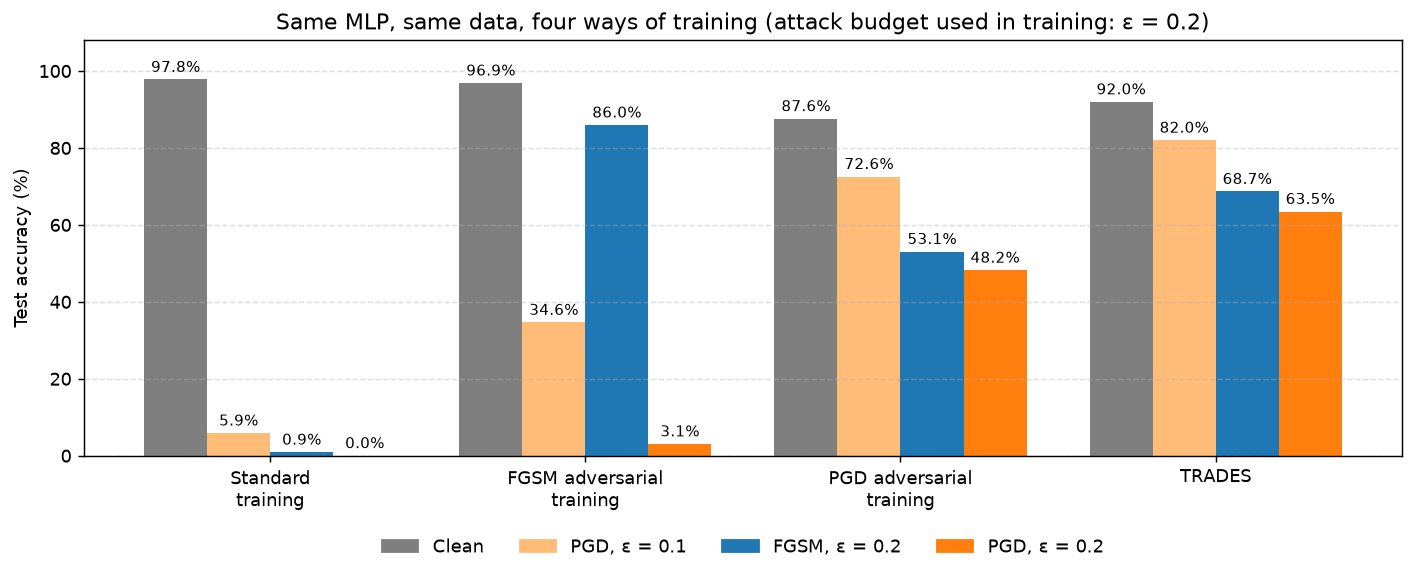 Same MLP, same data, four ways of training (attack budget used in training: ε = 0.2)
Test accuracy (%)
100
80
60
40
20
0
97.8%
5.9%
0.9%
0.0%
96.9%
34.6%
86.0%
3.1%
87.6%
72.6%
53.1%
48.2%
92.0%
82.0%
68.7%
63.5%
Standard
training
FGSM adversarial
training
PGD adversarial
training
TRADES
Clean
PGD, ε = 0.1
FGSM, ε = 0.2
PGD, ε = 0.2